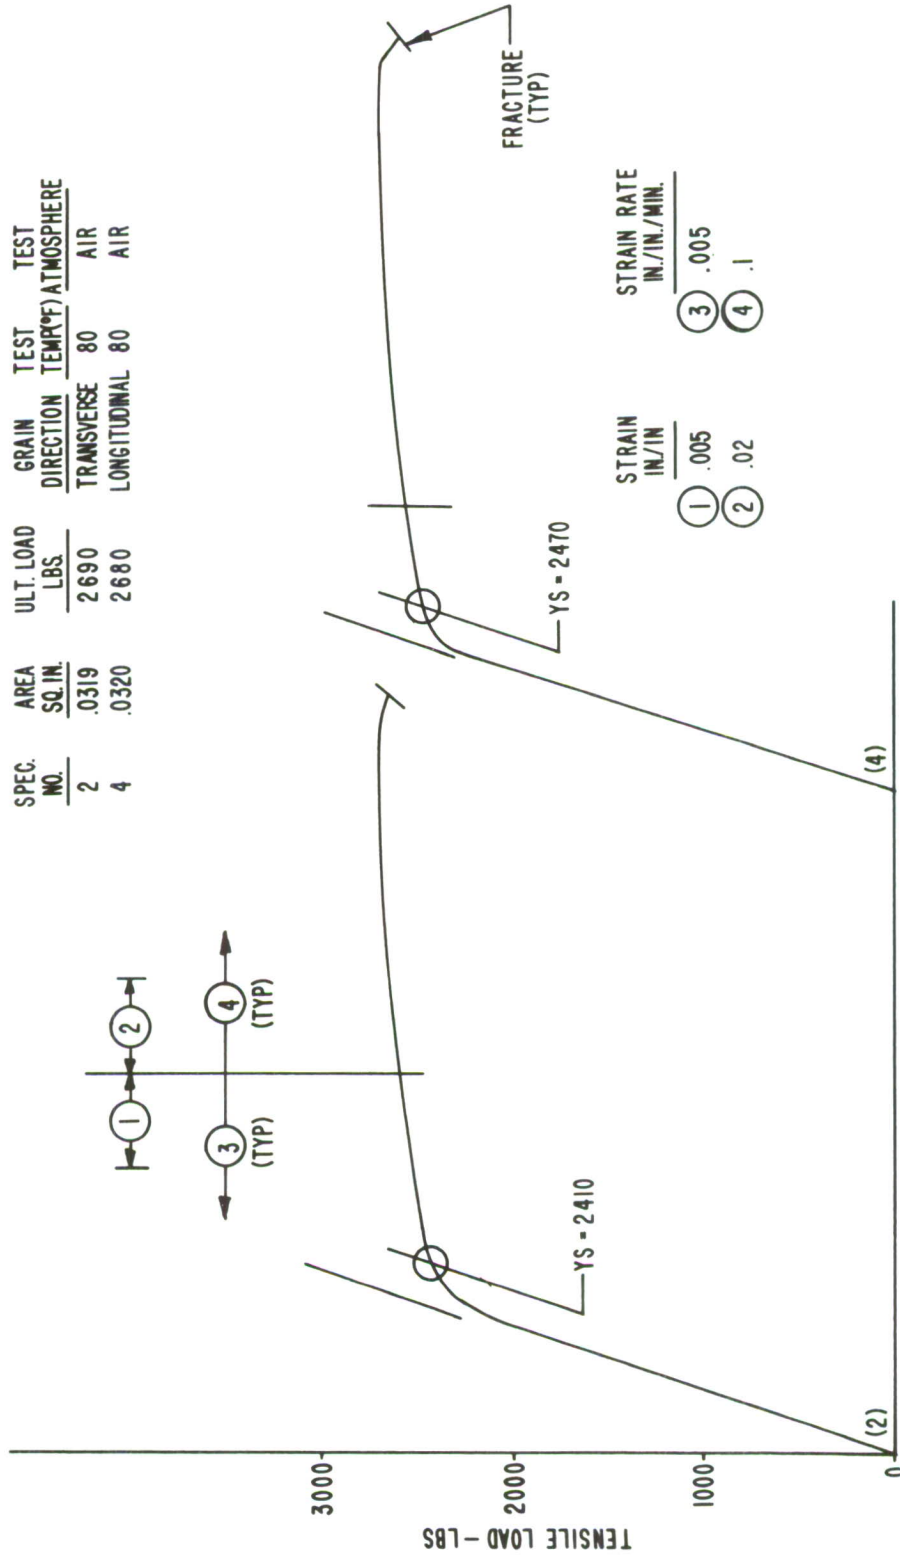 SPEC. AREA ULT. LOAD GRAIN TEST TEST
NO. SQ. IN. LBS. DIRECTION TEMP(°F) ATMOSPHERE
2 .0319 2690 TRANSVERSE 80 AIR
4 .0320 2680 LONGITUDINAL 80 AIR
1 2
3 4
(TYP) (TYP)
3000
2000
1000
0
TENSILE LOAD - LBS
YS = 2410
YS = 2470
FRACTURE
(TYP)
STRAIN
IN/IN
1 .005
2 .02
STRAIN RATE
IN./IN./MIN.
3 .005
4 .1
(2)
(4)